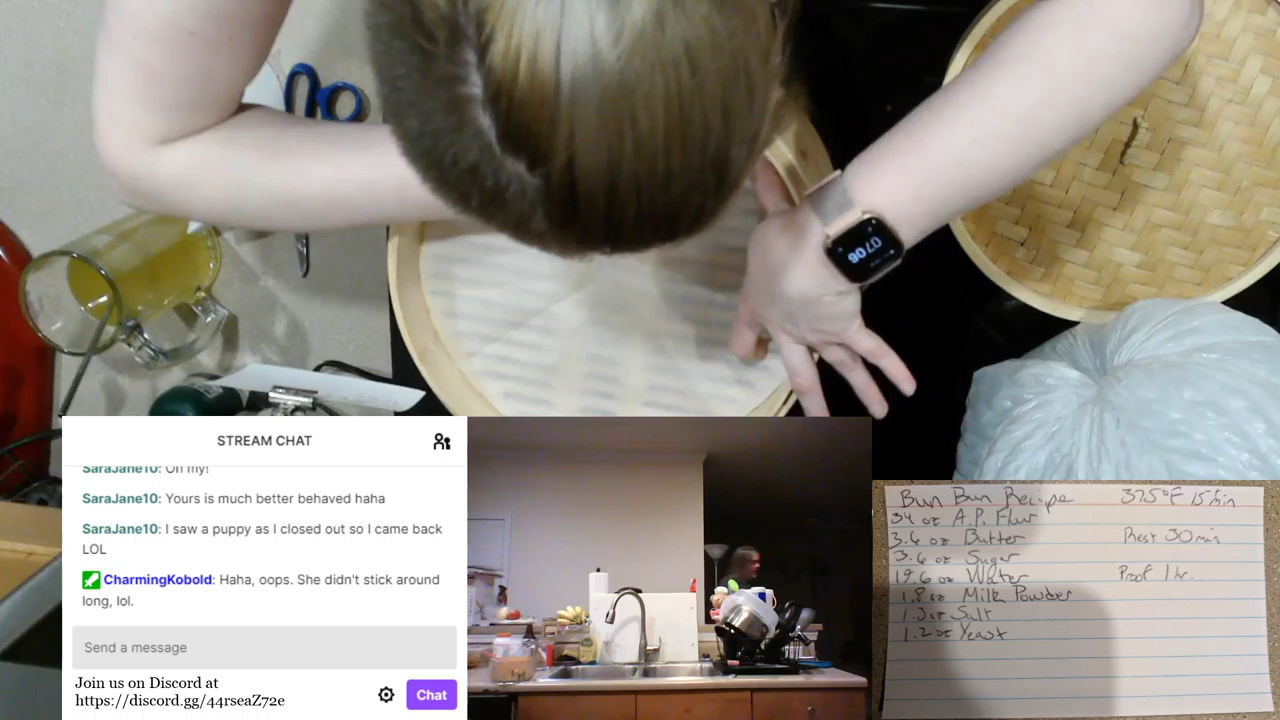 07:06
STREAM CHAT
SaraJane10: Oh my!
SaraJane10: Yours is much better behaved haha
SaraJane10: I saw a puppy as I closed out so I came back
LOL
CharmingKobold: Haha, oops. She didn't stick around
long, lol.
Send a message
Join us on Discord at
https://discord.gg/44rseaZ72e
Chat
Bun Bun Recipe 375°F 15 min
34 oz A.P. Flour
3.6 oz Butter Rest 30 min
3.6 oz Sugar
19.6 oz Water Proof 1 hr.
1.8 oz Milk Powder
1.3 oz Salt
1.2 oz Yeast